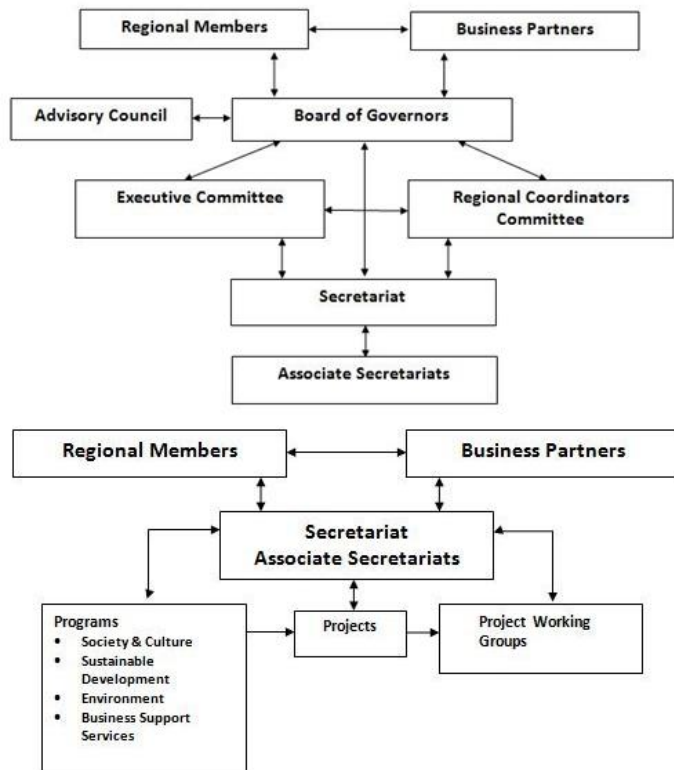 Regional Members
Business Partners
Advisory Council
Board of Governors
Executive Committee
Regional Coordinators
Committee
Secretariat
Associate Secretariats
Regional Members
Business Partners
Secretariat
Associate Secretariats
Programs
• Society & Culture
• Sustainable
Development
• Environment
• Business Support
Services
Projects
Project Working
Groups